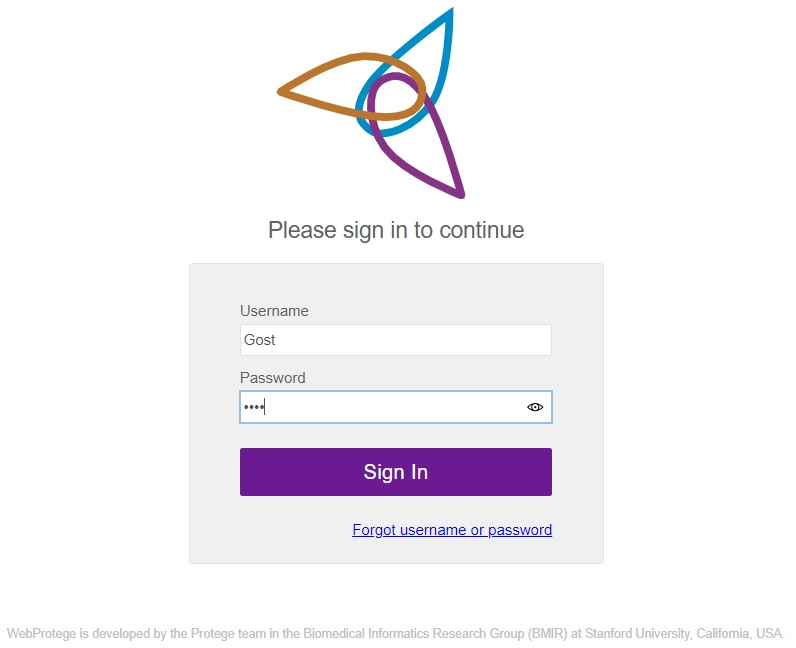 Please sign in to continue
Username
Gost
Password
••••
Sign In
Forgot username or password
WebProtege is developed by the Protege team in the Biomedical Informatics Research Group (BMIR) at Stanford University, California, USA.